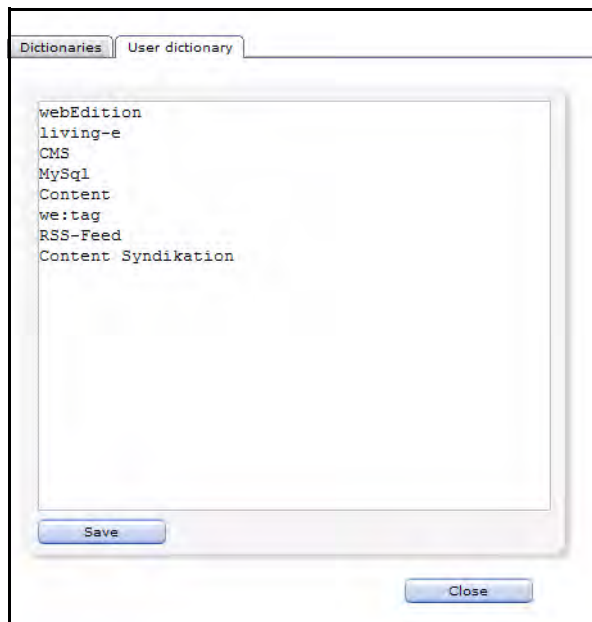 Dictionaries User dictionary
webEdition
living-e
CMS
MySql
Content
we:tag
RSS-Feed
Content Syndikation
Save
Close